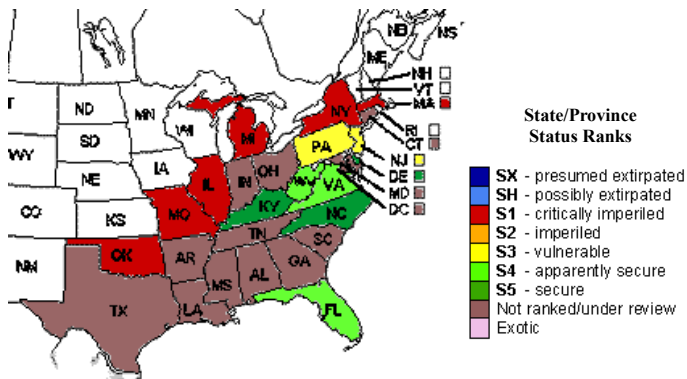 NB
NS
ME
NH
VT
MA
ND
MN
NY
RI
CT
WI
MI
SD
PA
NJ
WY
IA
DE
NE
OH
IN
IL
MD
WV
VA
DC
CO
KS
MO
KY
NC
TN
OK
AR
SC
NM
MS
AL
GA
TX
LA
FL
State/Province
Status Ranks
SX - presumed extirpated
SH - possibly extirpated
S1 - critically imperiled
S2 - imperiled
S3 - vulnerable
S4 - apparently secure
S5 - secure
Not ranked/under review
Exotic